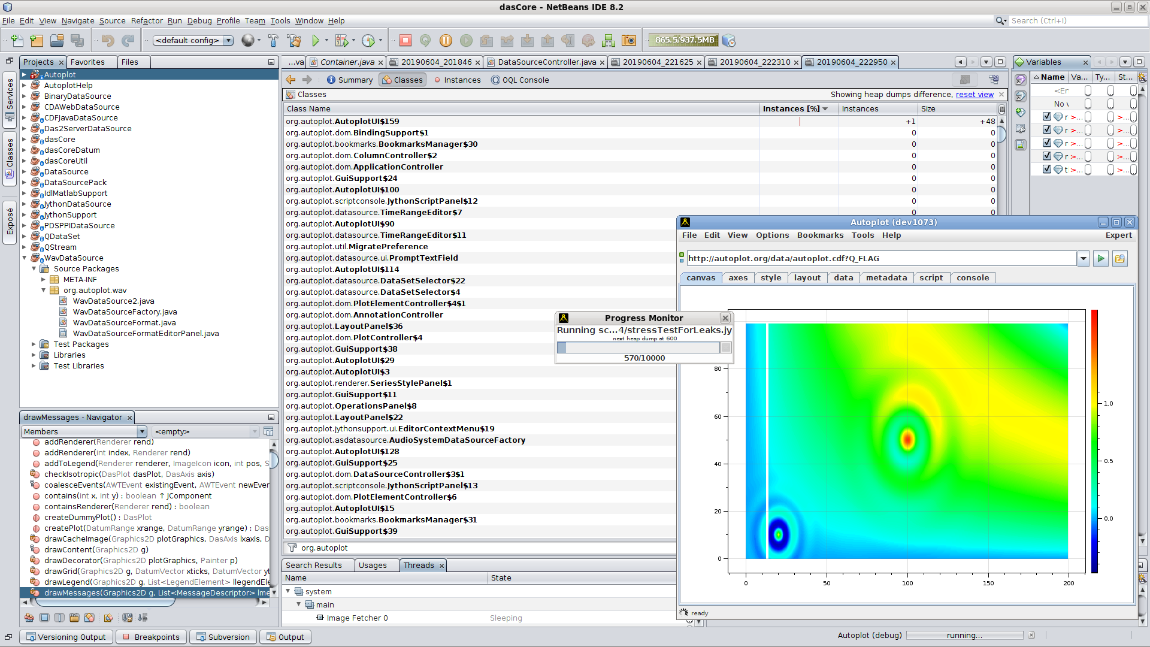 dasCore - NetBeans IDE 8.2
File Edit View Navigate Source Refactor Run Debug Profile Team Tools Window Help
Search (Ctrl+I)
<default config>
865.5/937.5MB
Projects Favorites Files
Services
Classes
Exposé
Autoplot
AutoplotHelp
BinaryDataSource
CDAWebDataSource
CDFJavaDataSource
Das2ServerDataSource
dasCore
dasCoreDatum
dasCoreUtil
DataSource
DataSourcePack
IdlMatlabSupport
JythonDataSource
JythonSupport
PDSPPIDataSource
QDataSet
QStream
WavDataSource
Source Packages
META-INF
org.autoplot.wav
WavDataSource2.java
WavDataSourceFactory.java
WavDataSourceFormat.java
WavDataSourceFormatEditorPanel.java
Test Packages
Libraries
Test Libraries
drawMessages - Navigator
Members <empty>
addRenderer(Renderer rend)
addRenderer(int index, Renderer rend)
addToLegend(Renderer renderer, ImageIcon icon, int pos, S
checkIsotropic(DasPlot dasPlot, DasAxis axis)
coalesceEvents(AWTEvent existingEvent, AWTEvent newEven
contains(int x, int y) : boolean ↑ JComponent
containsRenderer(Renderer rend) : boolean
createDummyPlot() : DasPlot
createPlot(DatumRange xrange, DatumRange yrange) : Das
drawCacheImage(Graphics2D plotGraphics, DasAxis lxaxis, D
drawContent(Graphics2D g)
drawDecorator(Graphics2D plotGraphics, Painter p)
drawGrid(Graphics2D g, DatumVector xticks, DatumVector yt
drawLegend(Graphics2D g, List<LegendElement> llegendEle
drawMessages(Graphics2D g, List<MessageDescriptor> lme
...va Container.java 20190604_201846 DataSourceController.java 20190604_221625 20190604_222310 20190604_222950
Summary Classes Instances OQL Console
Classes
Showing heap dumps difference, reset view
Class Name Instances [%] Instances Size
org.autoplot.AutoplotUI$159 +1 +48
org.autoplot.dom.BindingSupport$1 0 0
org.autoplot.bookmarks.BookmarksManager$30 0 0
org.autoplot.dom.ColumnController$2 0 0
org.autoplot.dom.ApplicationController 0 0
org.autoplot.GuiSupport$24 0 0
org.autoplot.AutoplotUI$100 0 0
org.autoplot.scriptconsole.JythonScriptPanel$12 0 0
org.autoplot.datasource.TimeRangeEditor$7 0 0
org.autoplot.AutoplotUI$90
org.autoplot.datasource.TimeRangeEditor$11
org.autoplot.util.MigratePreference
org.autoplot.datasource.ui.PromptTextField
org.autoplot.AutoplotUI$114
org.autoplot.datasource.DataSetSelector$22
org.autoplot.datasource.DataSetSelector$4
org.autoplot.dom.PlotElementController$4$1
org.autoplot.dom.AnnotationController
org.autoplot.LayoutPanel$36
org.autoplot.dom.PlotController$4
org.autoplot.GuiSupport$38
org.autoplot.AutoplotUI$29
org.autoplot.AutoplotUI$3
org.autoplot.renderer.SeriesStylePanel$1
org.autoplot.GuiSupport$11
org.autoplot.OperationsPanel$8
org.autoplot.LayoutPanel$22
org.autoplot.jythonsupport.ui.EditorContextMenu$19
org.autoplot.asdatasource.AudioSystemDataSourceFactory
org.autoplot.AutoplotUI$128
org.autoplot.GuiSupport$25
org.autoplot.dom.DataSourceController$3$1
org.autoplot.scriptconsole.JythonScriptPanel$13
org.autoplot.dom.PlotElementController$6
org.autoplot.AutoplotUI$15
org.autoplot.bookmarks.BookmarksManager$31
org.autoplot.GuiSupport$39
org.autoplot
Search Results Usages Threads
Name State
system
main
Image Fetcher 0 Sleeping
Variables
Name Va... Ty... St...
No v
Progress Monitor
Running sc...4/stressTestForLeaks.jy
next heap dump at 600
570/10000
Autoplot (dev1073)
File Edit View Options Bookmarks Tools Help Expert
http://autoplot.org/data/autoplot.cdf?Q_FLAG
canvas axes style layout data metadata script console
80
60
40
20
0
0 50 100 150 200
1.0
0.0
ready
Versioning Output Breakpoints Subversion Output
Autoplot (debug) running...